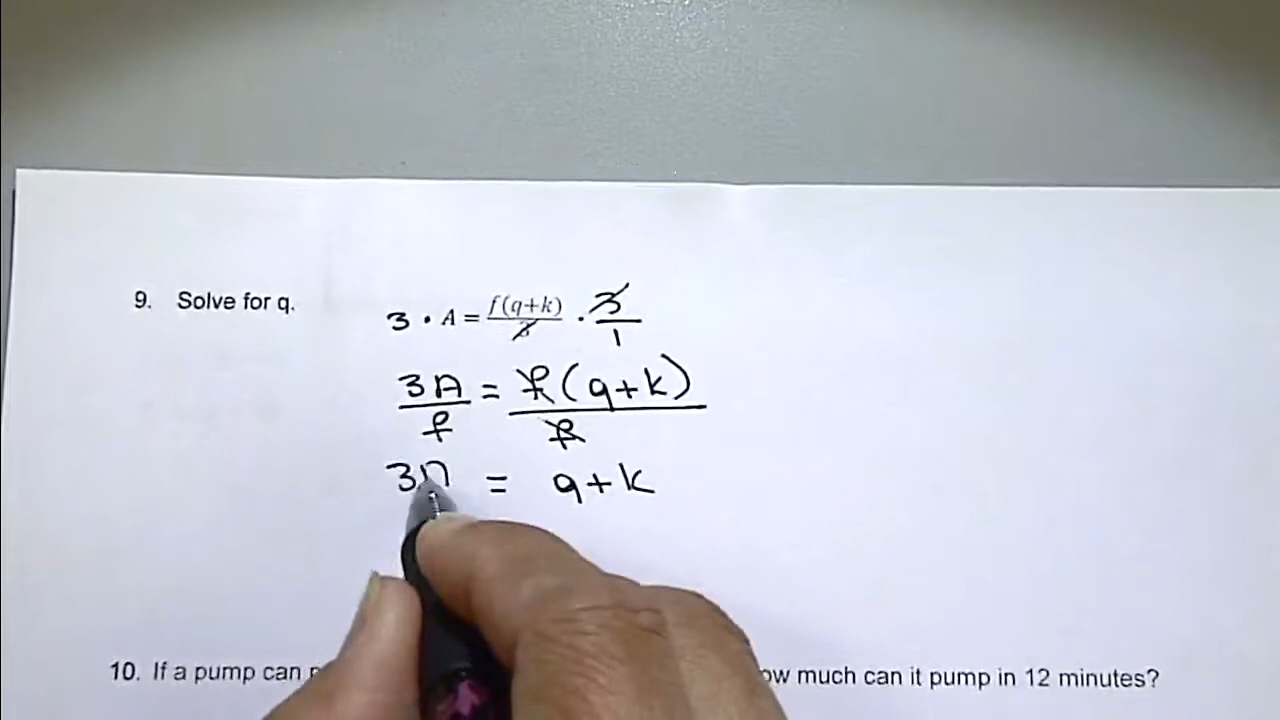 9. Solve for q.
3 · A = f(q+k)/3 · 3/1
3A/f = f(q+k)/f
3A = q+k
10. If a pump can ow much can it pump in 12 minutes?